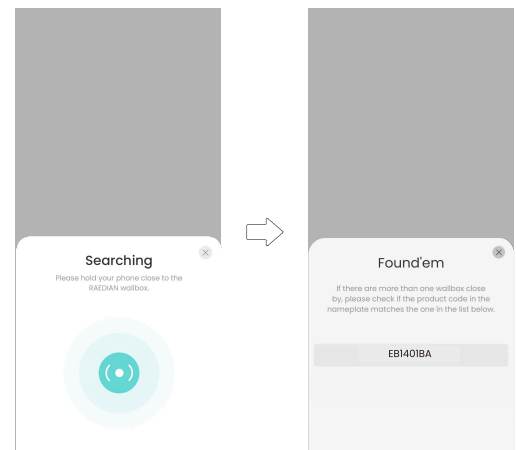 Searching
Please hold your phone close to the
RAEDIAN wallbox.
Found'em
If there are more than one wallbox close
by, please check if the product code in the
nameplate matches the one in the list below.
EB1401BA